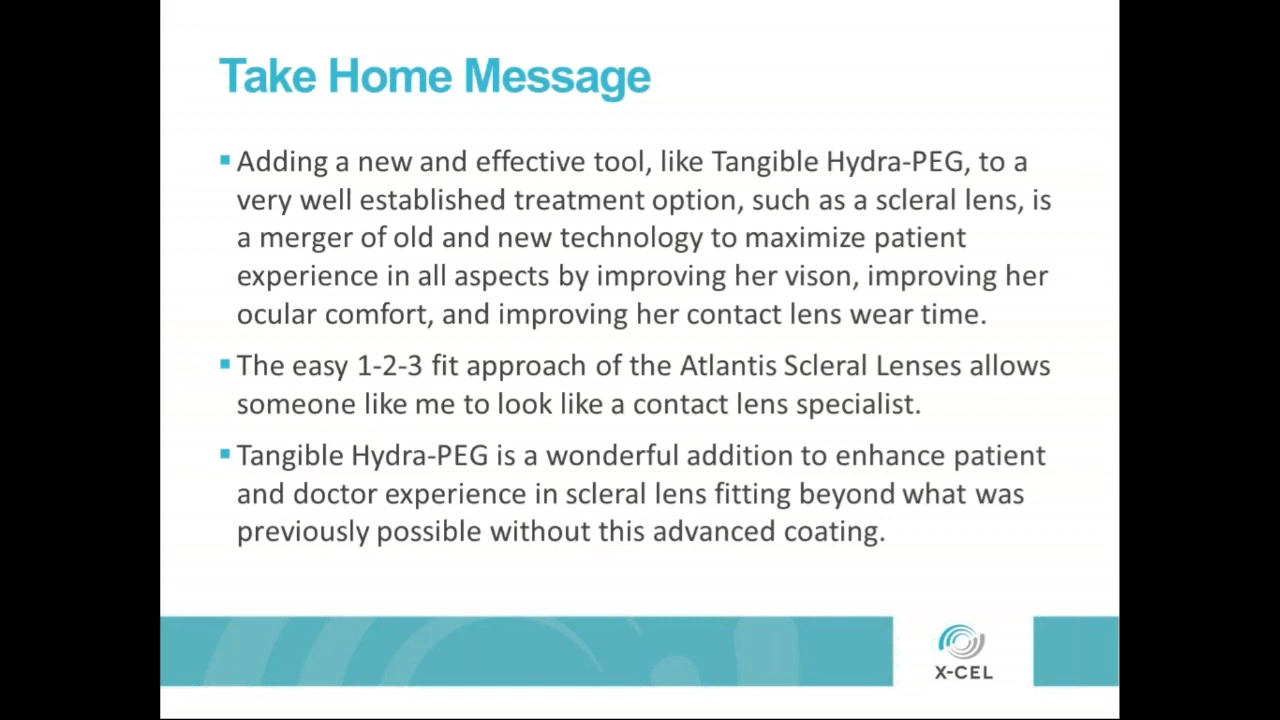 Take Home Message
Adding a new and effective tool, like Tangible Hydra-PEG, to a
very well established treatment option, such as a scleral lens, is
a merger of old and new technology to maximize patient
experience in all aspects by improving her vison, improving her
ocular comfort, and improving her contact lens wear time.
The easy 1-2-3 fit approach of the Atlantis Scleral Lenses allows
someone like me to look like a contact lens specialist.
Tangible Hydra-PEG is a wonderful addition to enhance patient
and doctor experience in scleral lens fitting beyond what was
previously possible without this advanced coating.
X-CEL